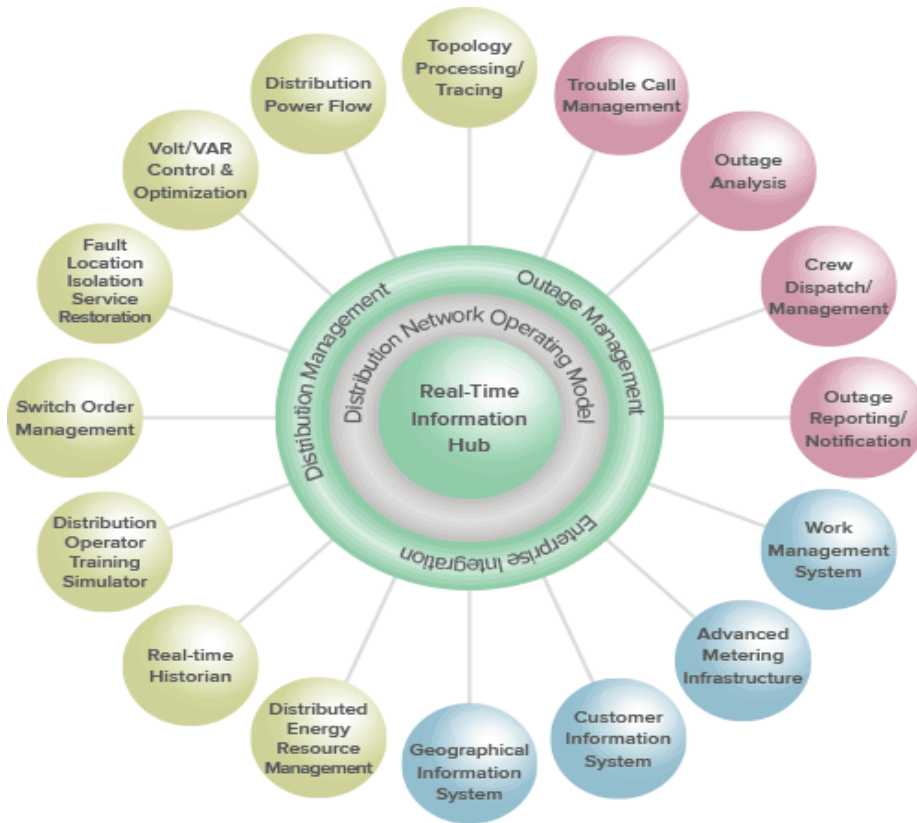 Topology
Processing/
Tracing
Trouble Call
Management
Outage
Analysis
Crew
Dispatch/
Management
Outage
Reporting/
Notification
Work
Management
System
Advanced
Metering
Infrastructure
Customer
Information
System
Geographical
Information
System
Distributed
Energy
Resource
Management
Real-time
Historian
Distribution
Operator
Training
Simulator
Switch Order
Management
Fault
Location
Isolation
Service
Restoration
Volt/VAR
Control &
Optimization
Distribution
Power Flow
Distribution Management
Outage Management
Enterprise Integration
Distribution Network Operating Model
Real-Time
Information
Hub